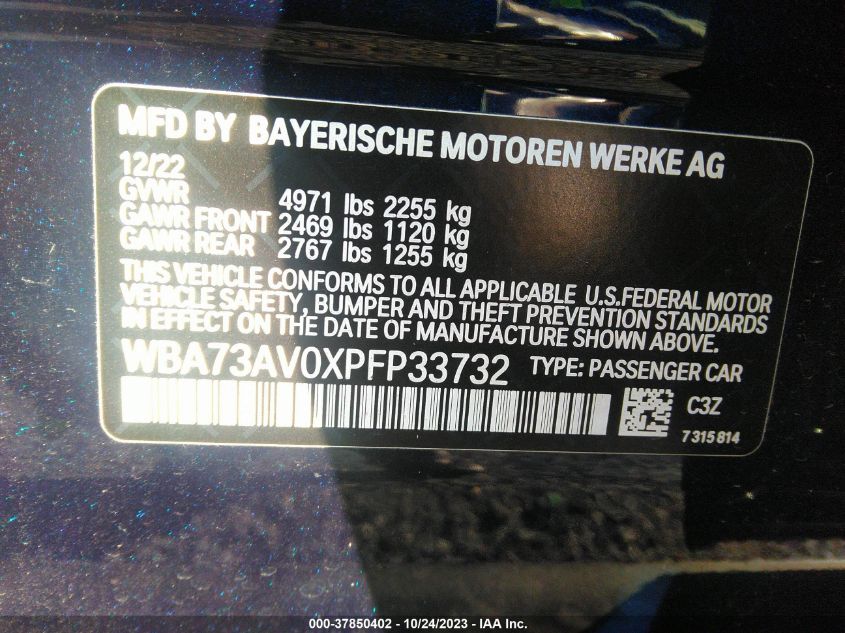 MFD BY BAYERISCHE MOTOREN WERKE AG
12/22
GVWR 4971 lbs 2255 kg
GAWR FRONT 2469 lbs 1120 kg
GAWR REAR 2767 lbs 1255 kg
THIS VEHICLE CONFORMS TO ALL APPLICABLE U.S.FEDERAL MOTOR
VEHICLE SAFETY, BUMPER AND THEFT PREVENTION STANDARDS
IN EFFECT ON THE DATE OF MANUFACTURE SHOWN ABOVE.
WBA73AV0XPFP33732 TYPE: PASSENGER CAR
C3Z
7315814
000-37850402 - 10/24/2023 - IAA Inc.